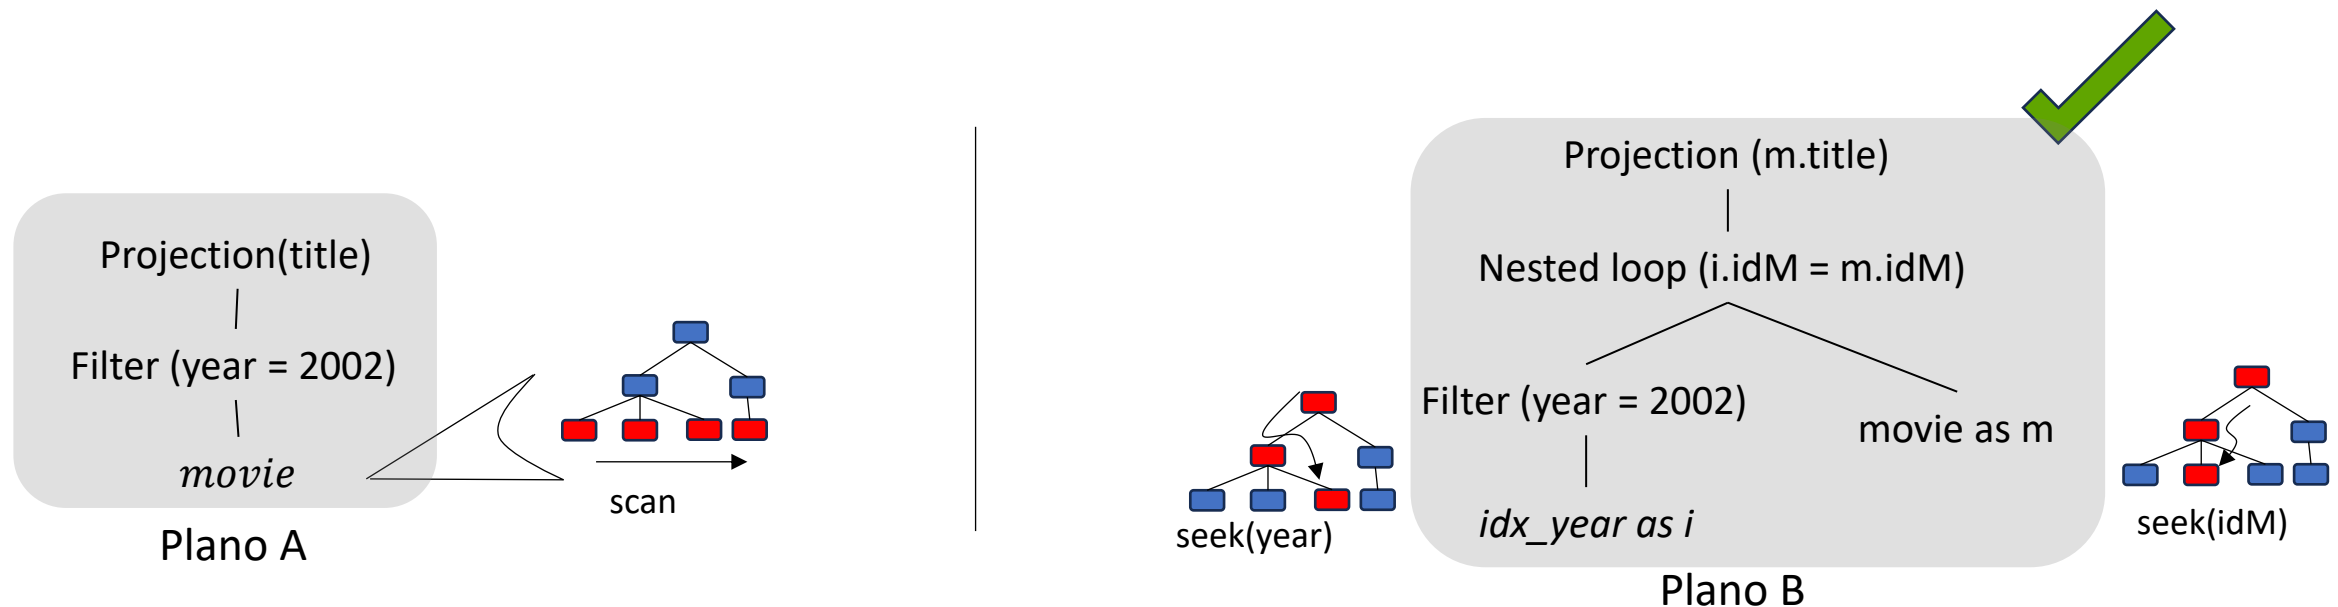 Projection(title)
Filter (year = 2002)
movie
Plano A
scan
Projection (m.title)
Nested loop (i.idM = m.idM)
Filter (year = 2002)
movie as m
idx_year as i
seek(year)
seek(idM)
Plano B